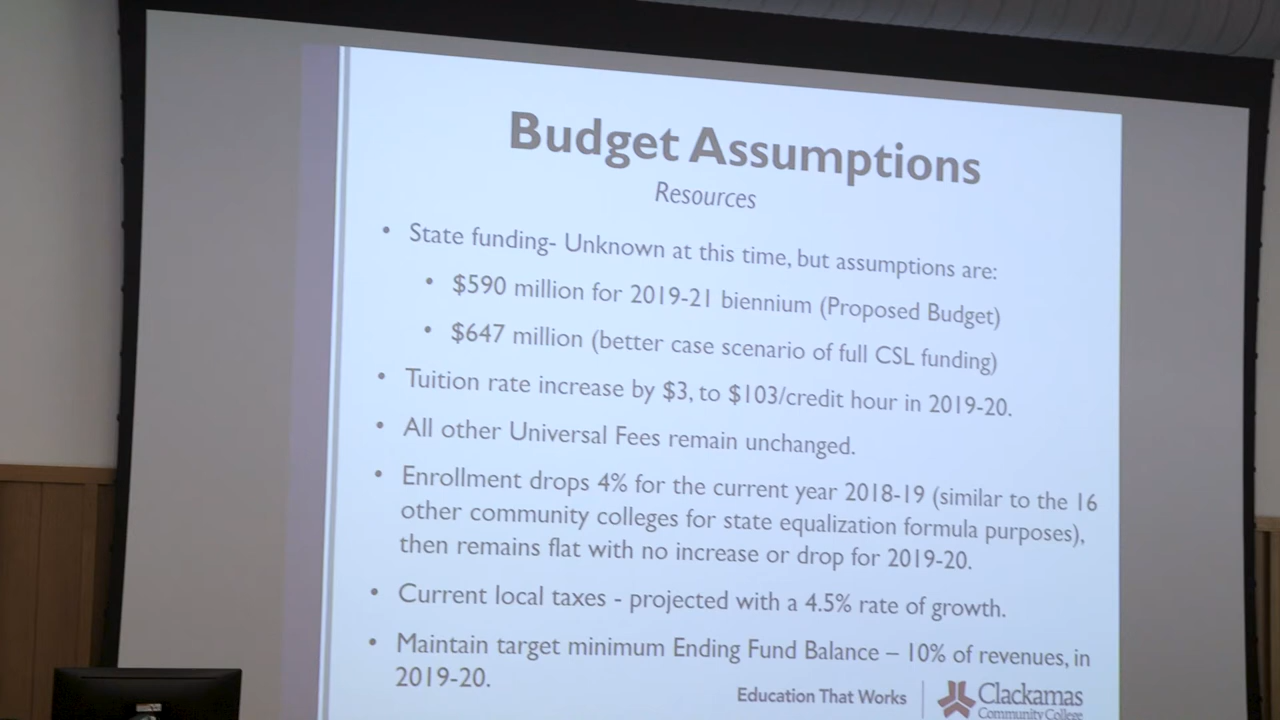 Budget Assumptions
Resources
• State funding- Unknown at this time, but assumptions are:
• $590 million for 2019-21 biennium (Proposed Budget)
• $647 million (better case scenario of full CSL funding)
• Tuition rate increase by $3, to $103/credit hour in 2019-20.
• All other Universal Fees remain unchanged.
• Enrollment drops 4% for the current year 2018-19 (similar to the 16
other community colleges for state equalization formula purposes),
then remains flat with no increase or drop for 2019-20.
• Current local taxes - projected with a 4.5% rate of growth.
• Maintain target minimum Ending Fund Balance – 10% of revenues, in
2019-20.
Education That Works
Clackamas
Community College